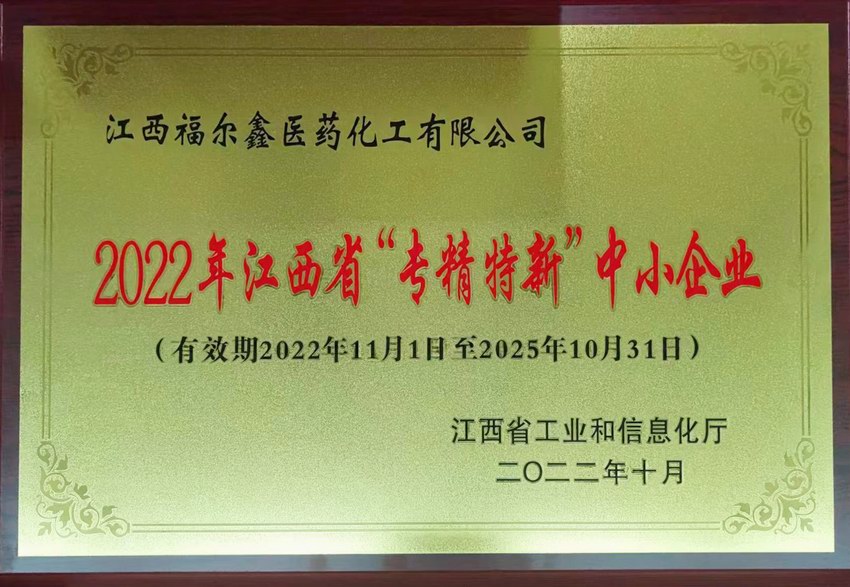 江西福尔鑫医药化工有限公司
2022年江西省“专精特新”中小企业
（有效期2022年11月1日至2025年10月31日）
江西省工业和信息化厅
二〇二二年十月